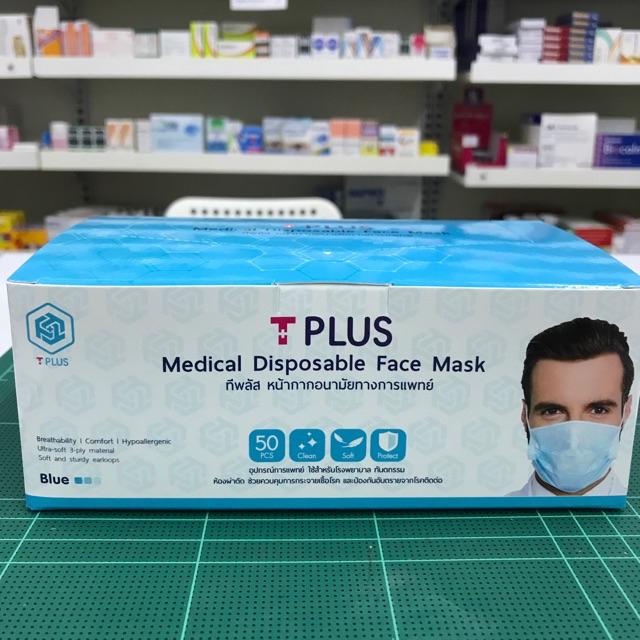 T PLUS
Medical Disposable Face Mask
T PLUS
T PLUS
Medical Disposable Face Mask
ทีพลัส หน้ากากอนามัยทางการแพทย์
50 PCS
Clean
Soft
Protect
Breathability | Comfort | Hypoallergenic
Ultra-soft 3-ply material
Soft and sturdy earloops
Blue
อุปกรณ์การแพทย์ ใช้สำหรับโรงพยาบาล ทันตกรรม
ห้องผ่าตัด ช่วยควบคุมการกระจายเชื้อโรค และป้องกันอันตรายจากโรคติดต่อ